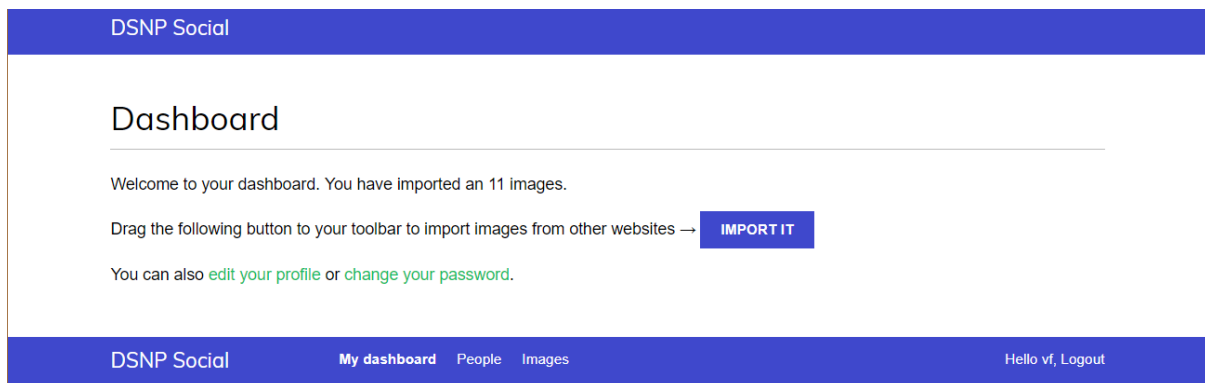 DSNP Social
Dashboard
Welcome to your dashboard. You have imported an 11 images.
Drag the following button to your toolbar to import images from other websites → IMPORT IT
You can also edit your profile or change your password.
DSNP Social My dashboard People Images Hello vf, Logout